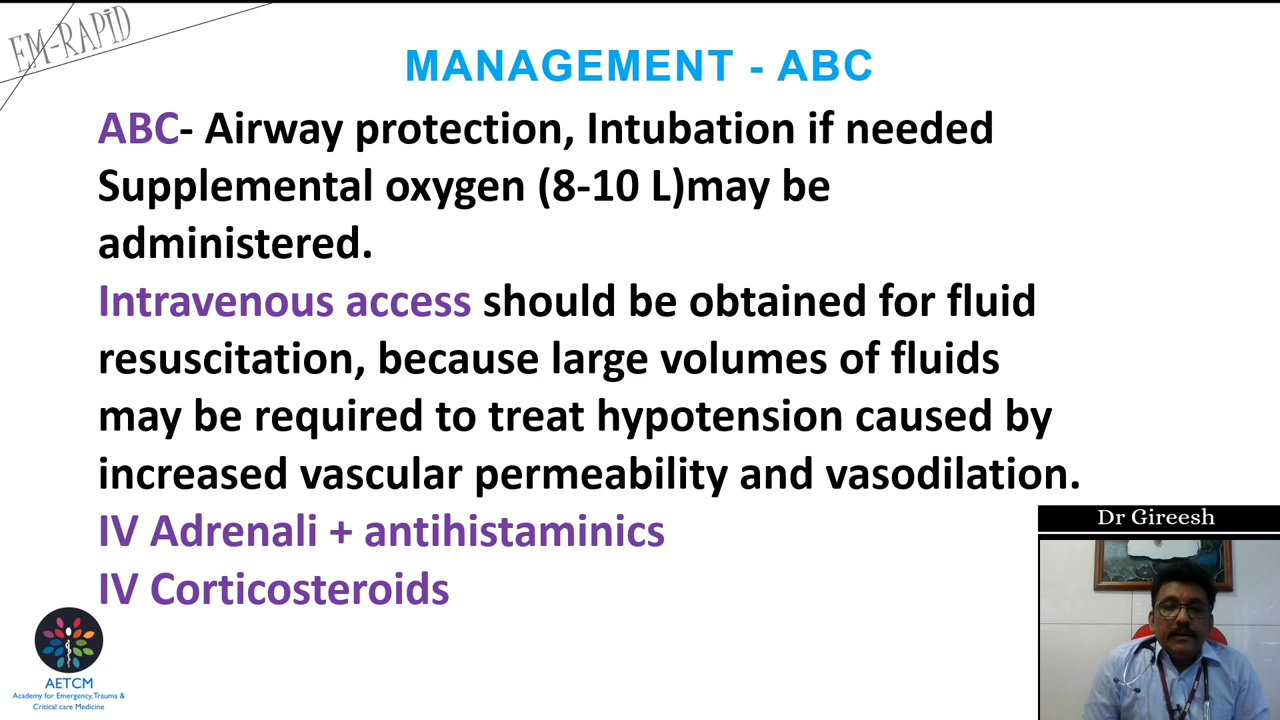 EM-RAPID
MANAGEMENT - ABC
ABC- Airway protection, Intubation if needed
Supplemental oxygen (8-10 L)may be
administered.
Intravenous access should be obtained for fluid
resuscitation, because large volumes of fluids
may be required to treat hypotension caused by
increased vascular permeability and vasodilation.
IV Adrenali + antihistaminics
IV Corticosteroids
Dr Gireesh
AETCM
Academy for Emergency, Trauma &
Critical care Medicine